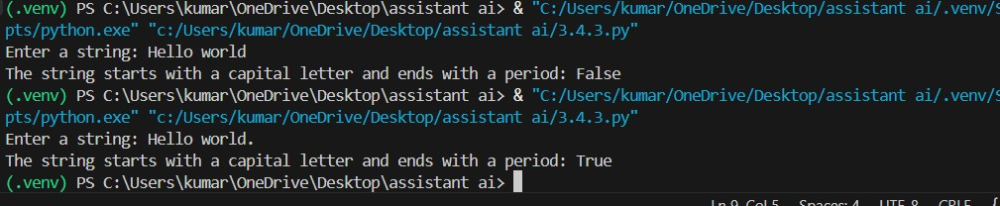 (.venv) PS C:\Users\kumar\OneDrive\Desktop\assistant ai> & "C:/Users/kumar/OneDrive/Desktop/assistant ai/.venv/S
pts/python.exe" "c:/Users/kumar/OneDrive/Desktop/assistant ai/3.4.3.py"
Enter a string: Hello world
The string starts with a capital letter and ends with a period: False
(.venv) PS C:\Users\kumar\OneDrive\Desktop\assistant ai> & "C:/Users/kumar/OneDrive/Desktop/assistant ai/.venv/S
pts/python.exe" "c:/Users/kumar/OneDrive/Desktop/assistant ai/3.4.3.py"
Enter a string: Hello world.
The string starts with a capital letter and ends with a period: True
(.venv) PS C:\Users\kumar\OneDrive\Desktop\assistant ai>
Ln 9, Col 5 Spaces: 4 UTF-8 CRLF {